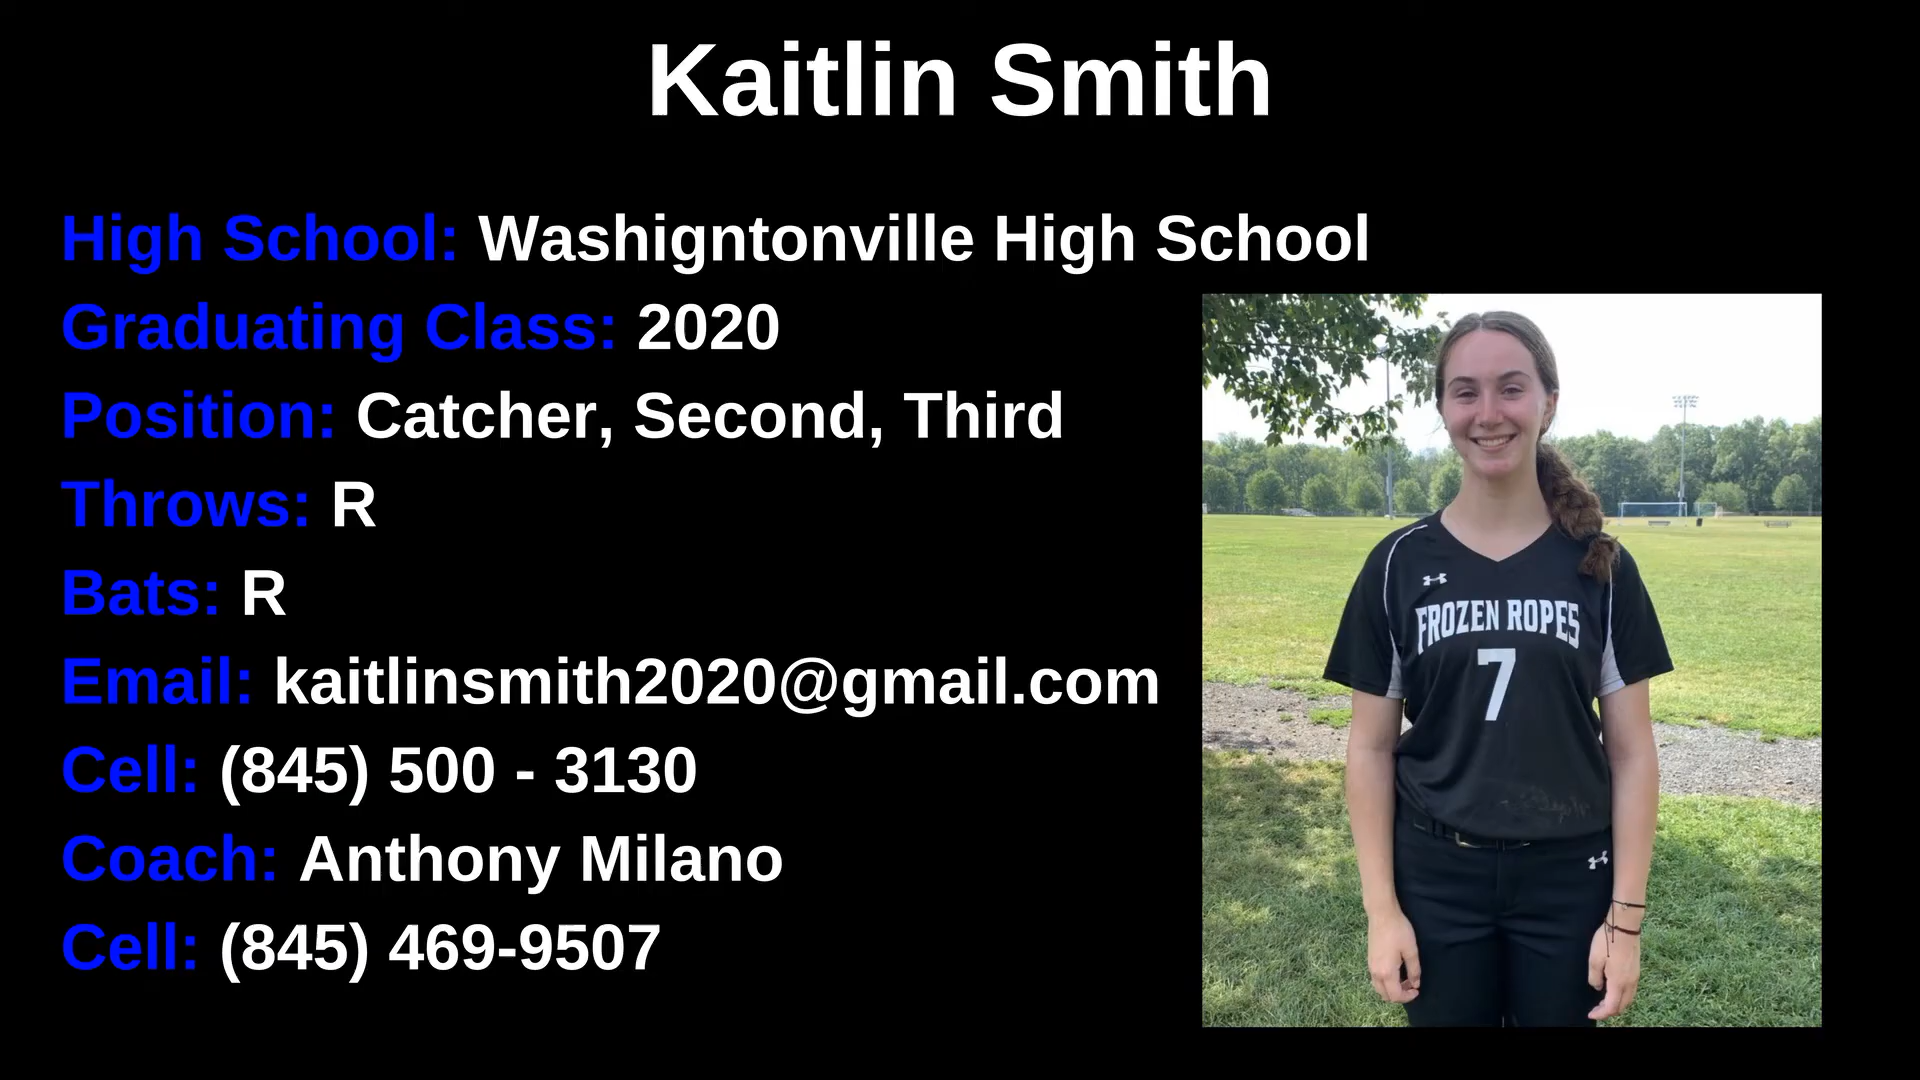 Kaitlin Smith
High School: Washigntonville High School
Graduating Class: 2020
Position: Catcher, Second, Third
Throws: R
Bats: R
Email: kaitlinsmith2020@gmail.com
Cell: (845) 500 - 3130
Coach: Anthony Milano
Cell: (845) 469-9507
FROZEN ROPES
7